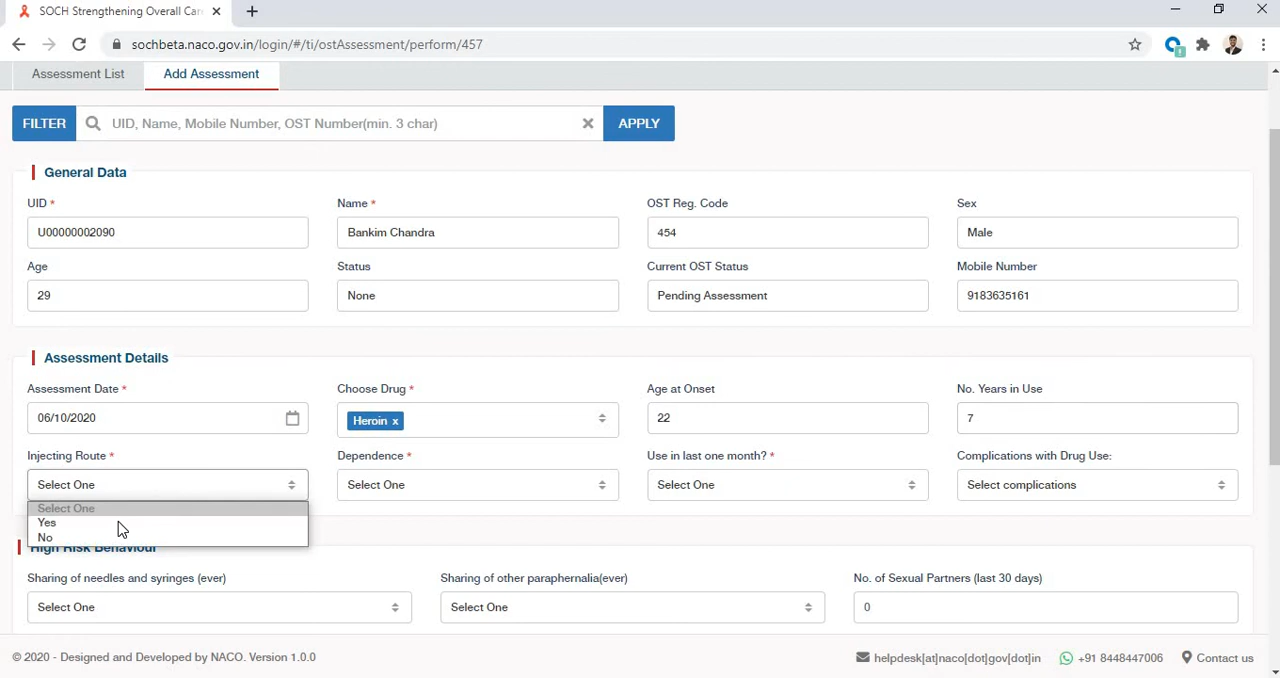 SOCH Strengthening Overall Care
sochbeta.naco.gov.in/login/#/ti/ostAssessment/perform/457
Assessment List Add Assessment
FILTER UID, Name, Mobile Number, OST Number(min. 3 char) APPLY
General Data
UID * Name * OST Reg. Code Sex
U00000002090 Bankim Chandra 454 Male
Age Status Current OST Status Mobile Number
29 None Pending Assessment 9183635161
Assessment Details
Assessment Date * Choose Drug * Age at Onset No. Years in Use
06/10/2020 Heroin x 22 7
Injecting Route * Dependence * Use in last one month? * Complications with Drug Use:
Select One Select One Select One Select complications
Select One
Yes
No
High Risk Behaviour
Sharing of needles and syringes (ever) Sharing of other paraphernalia(ever) No. of Sexual Partners (last 30 days)
Select One Select One 0
© 2020 - Designed and Developed by NACO. Version 1.0.0 helpdesk[at]naco[dot]gov[dot]in +91 8448447006 Contact us